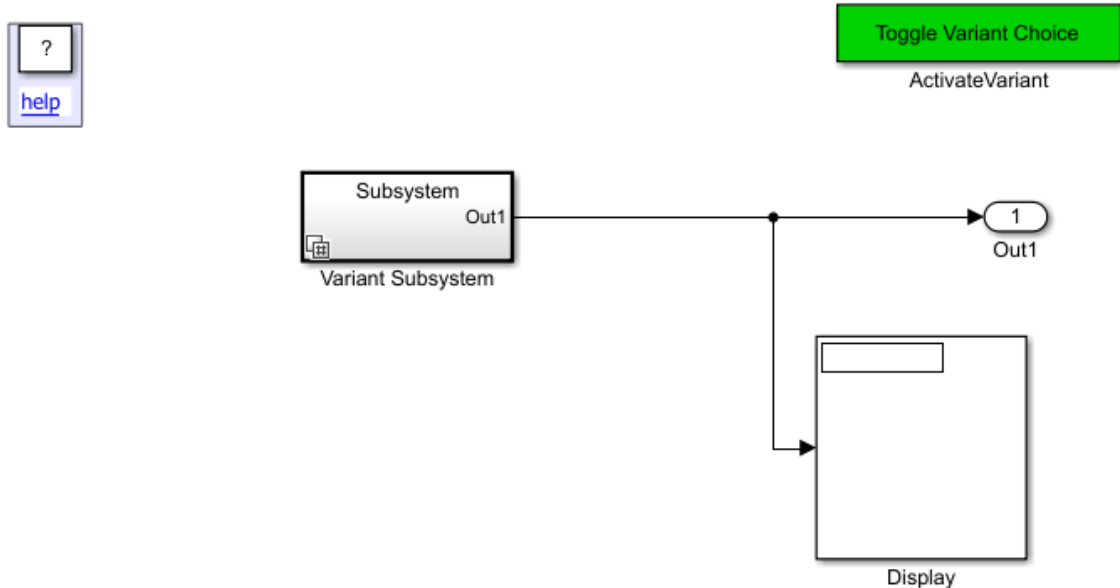 ?
help
Toggle Variant Choice
ActivateVariant
Subsystem
Out1
Variant Subsystem
1
Out1
Display